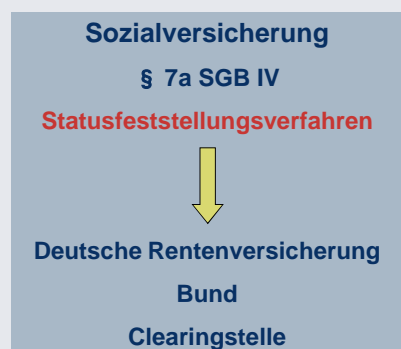 Sozialversicherung
§ 7a SGB IV
Statusfeststellungsverfahren
Deutsche Rentenversicherung
Bund
Clearingstelle